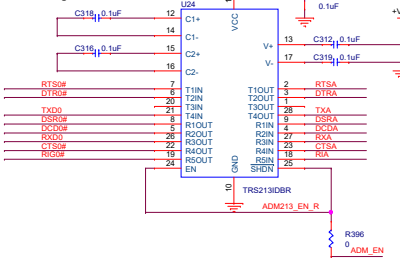 U24
0.1uF
+V
C318 0.1uF
12 C1+
VCC
14 C1-
C316 0.1uF
15 C2+
16 C2-
V+ 13 C312 0.1uF
V- 17 C319 0.1uF
RTS0# 7 T1IN T1OUT 2 RTSA
DTR0# 6 T2IN T2OUT 3 DTRA
20 T3IN T3OUT 1
TXD0 21 T4IN T4OUT 28 TXA
DSR0# 8 R1OUT R1IN 9 DSRA
DCD0# 5 R2OUT R2IN 4 DCDA
RXD0 26 R3OUT R3IN 27 RXA
CTS0# 22 R4OUT R4IN 23 CTSA
RIG0# 19 R5OUT R5IN 18 RIA
24 EN SHDN 25
GND
10
TRS213IDBR
ADM213_EN_R
R396
0
ADM_EN